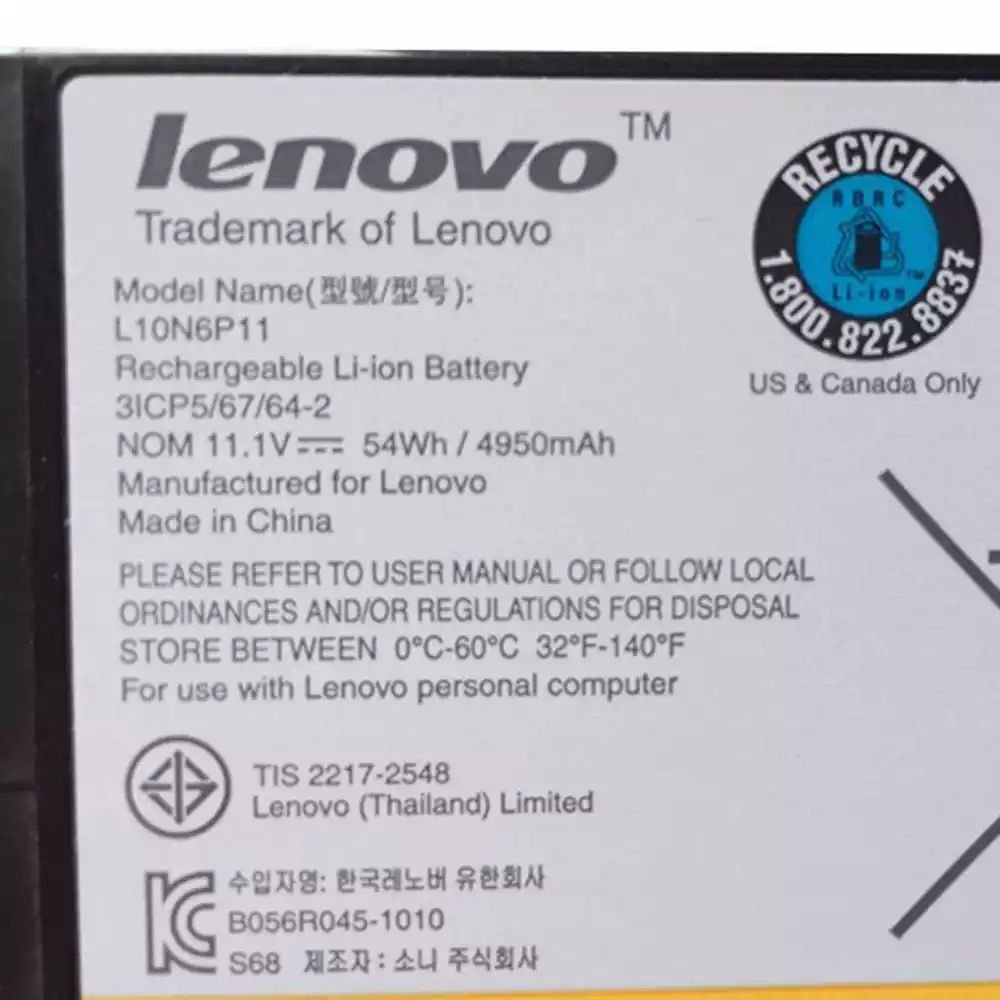 lenovo™
Trademark of Lenovo
Model Name(型號/型号):
L10N6P11
Rechargeable Li-ion Battery
3ICP5/67/64-2
NOM 11.1V⎓ 54Wh / 4950mAh
Manufactured for Lenovo
Made in China
PLEASE REFER TO USER MANUAL OR FOLLOW LOCAL
ORDINANCES AND/OR REGULATIONS FOR DISPOSAL
STORE BETWEEN 0°C-60°C 32°F-140°F
For use with Lenovo personal computer
RECYCLE
RBRC
Li-ion ™
1.800.822.8837
US & Canada Only
TIS 2217-2548
Lenovo (Thailand) Limited
수입자명: 한국레노버 유한회사
B056R045-1010
S68 제조자 : 소니 주식회사